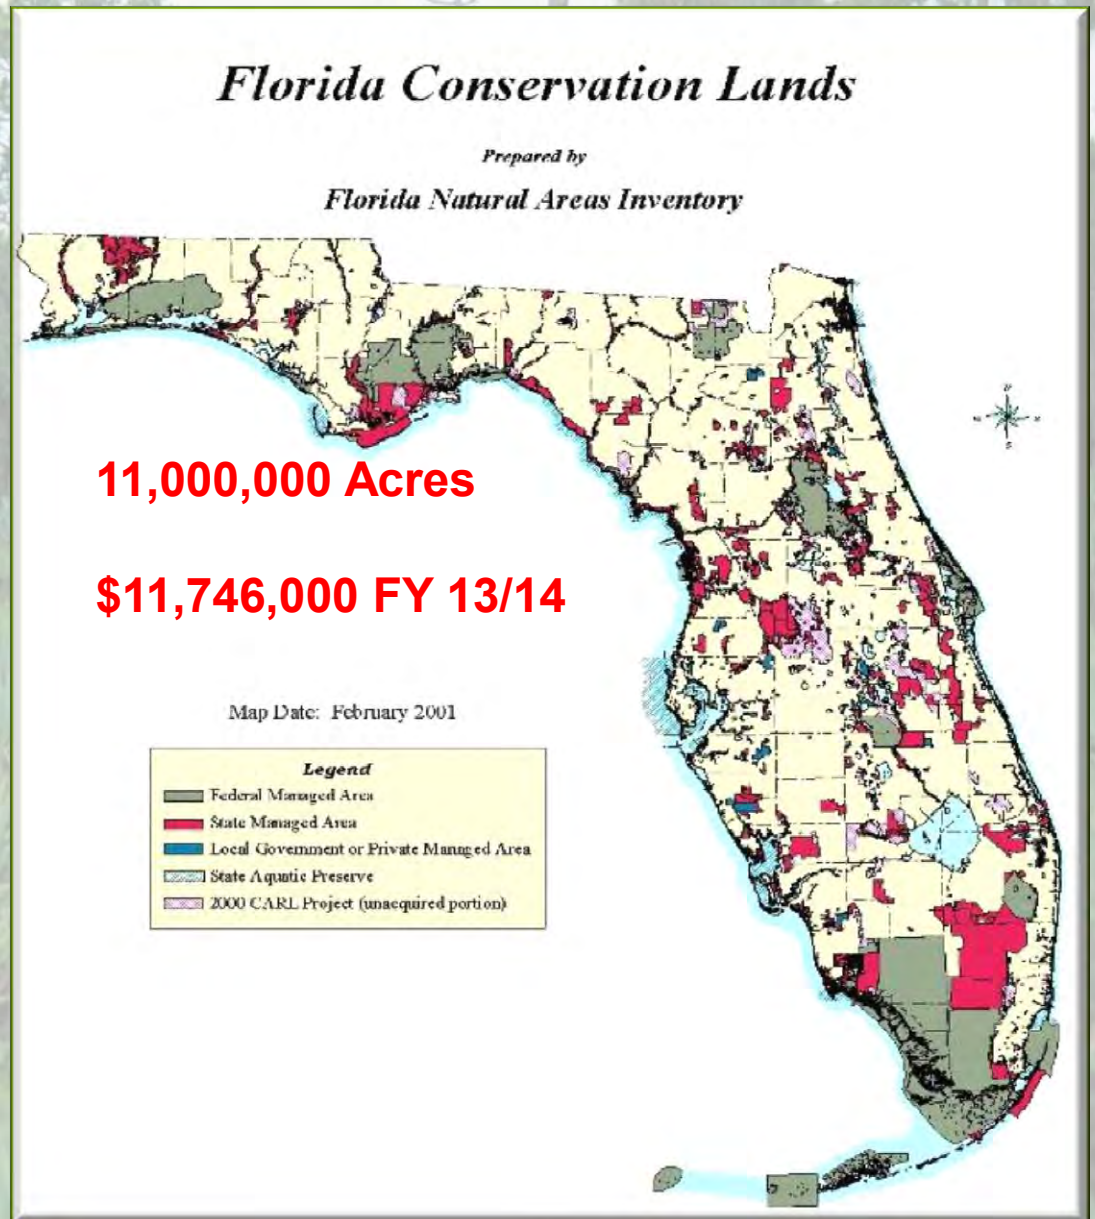 Florida Conservation Lands
Prepared by
Florida Natural Areas Inventory
11,000,000 Acres
$11,746,000 FY 13/14
Map Date: February 2001
Legend
Federal Managed Area
State Managed Area
Local Government or Private Managed Area
State Aquatic Preserve
2000 CARL Project (unacquired portion)